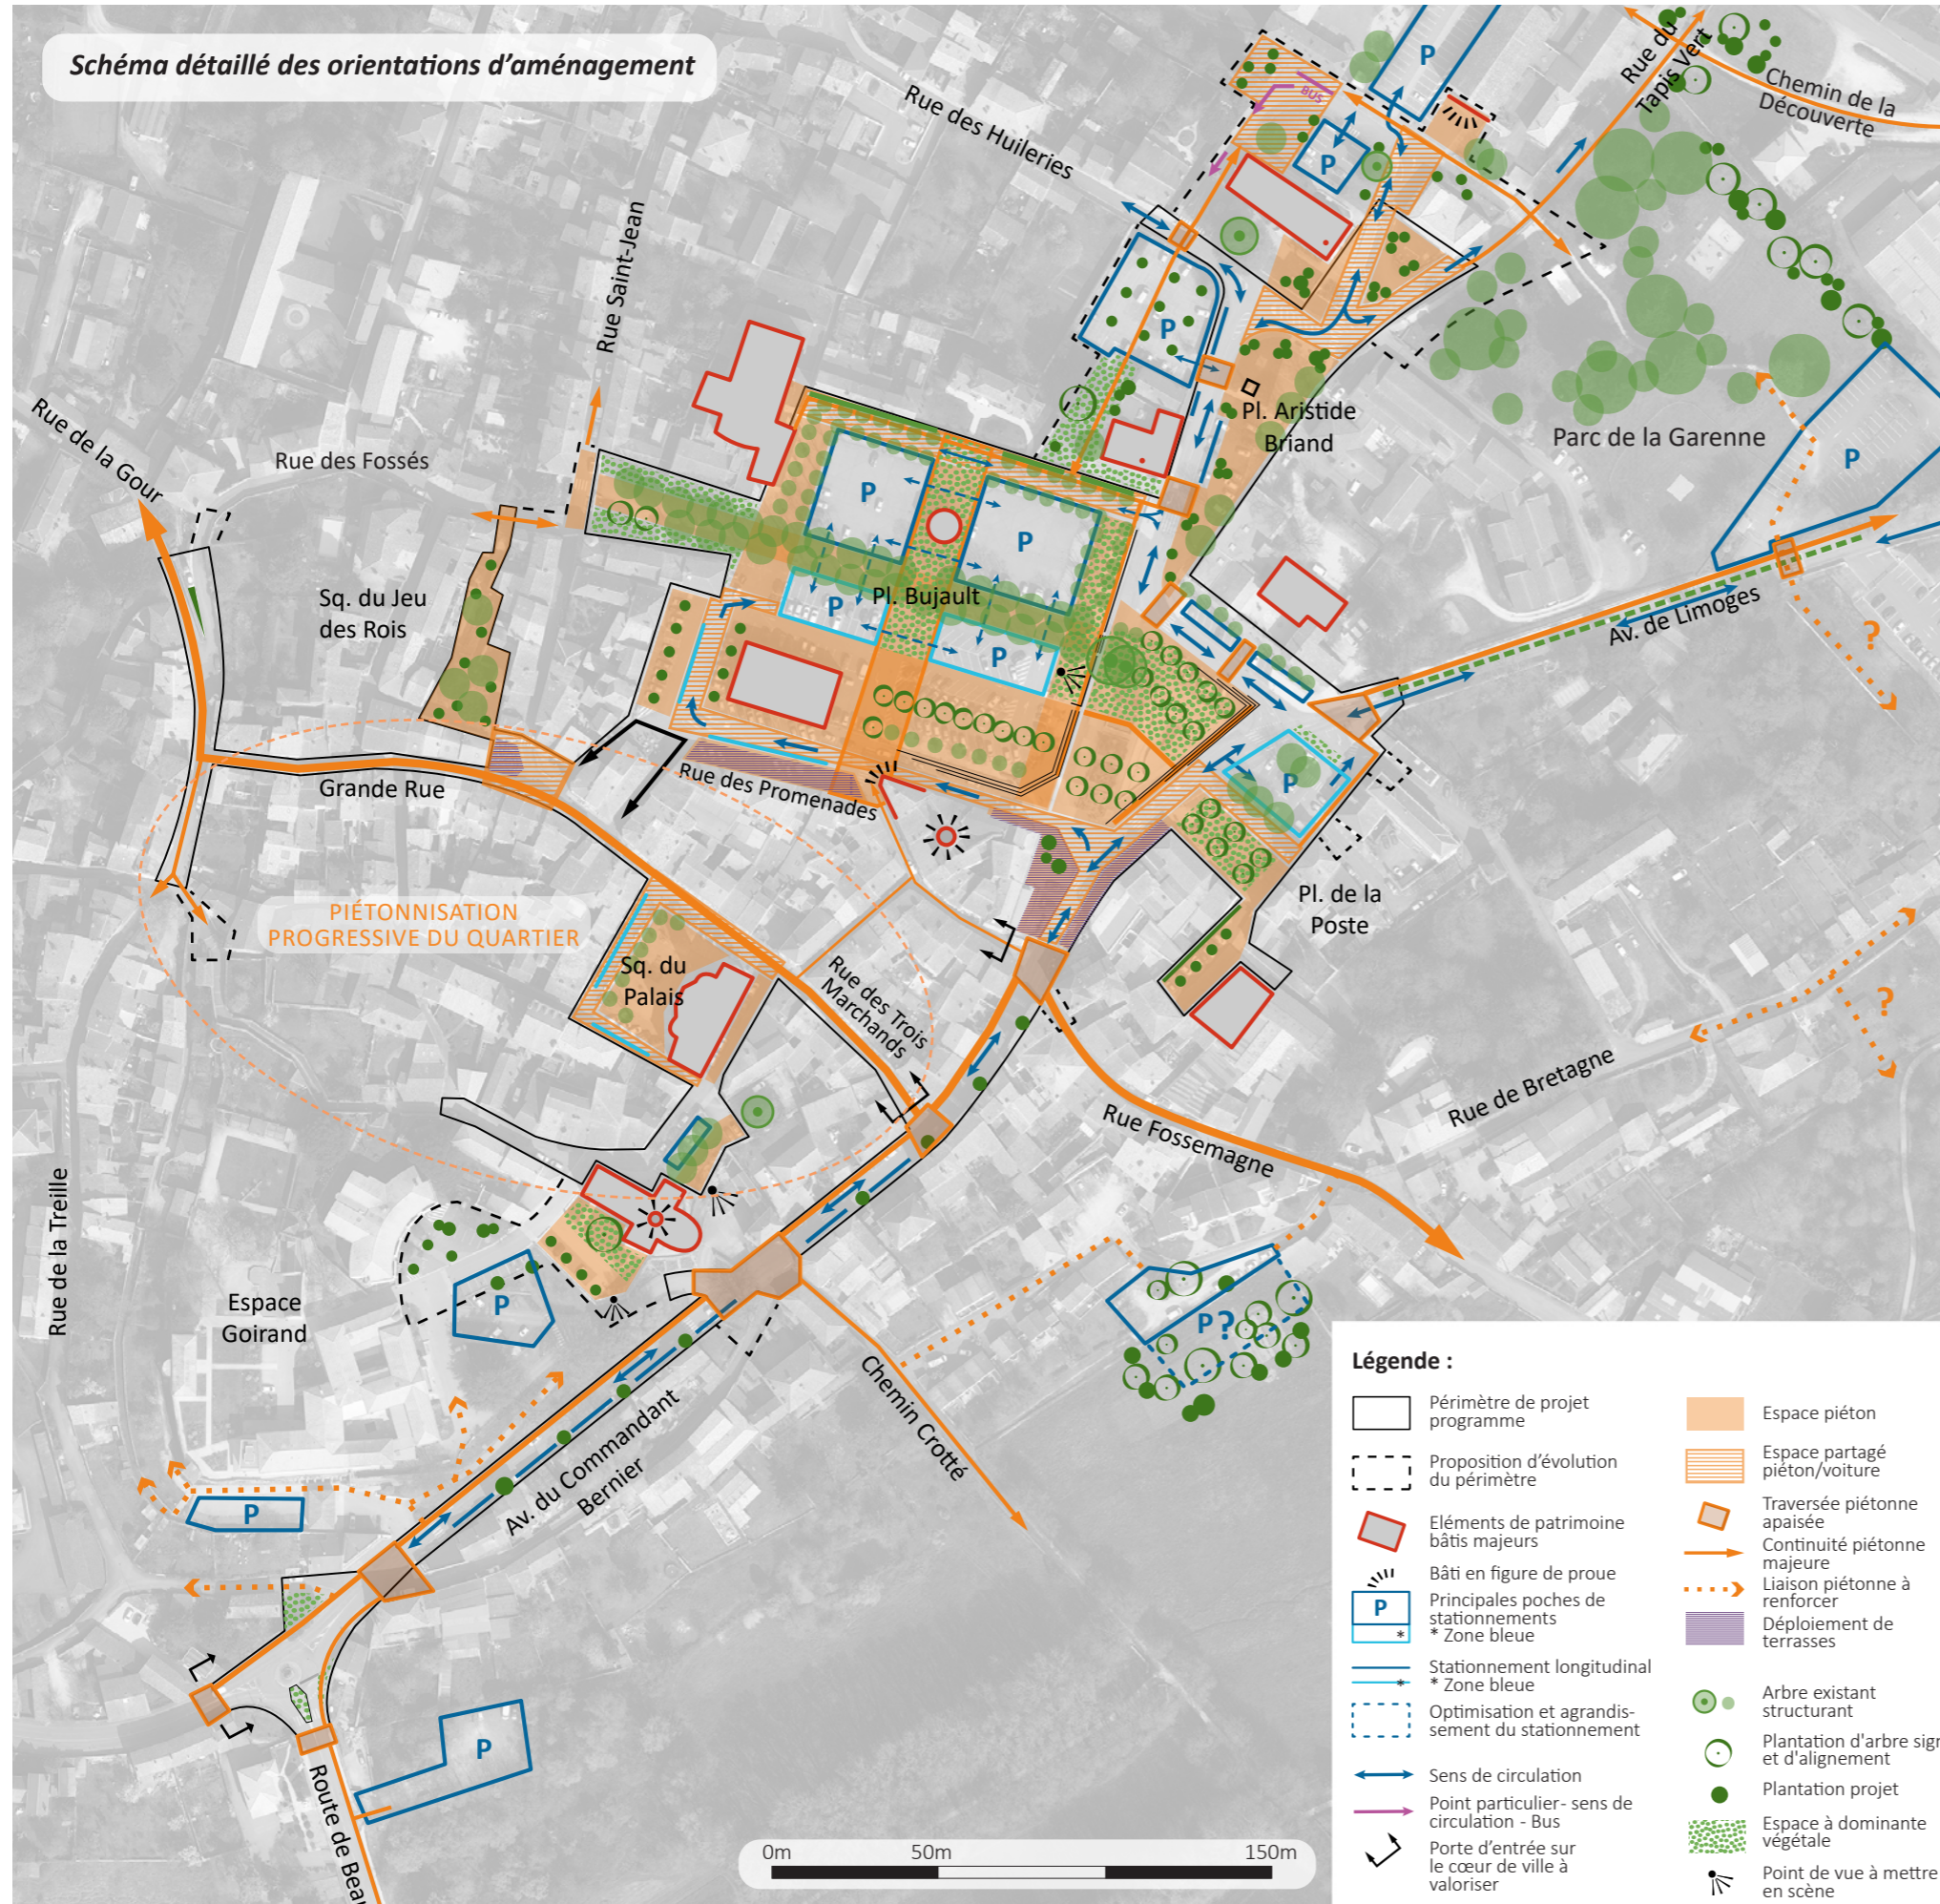 Schéma détaillé des orientations d'aménagement
P
Rue du
Tapis Vert
Chemin de la
Découverte
BUS
Rue des Huileries
P
Rue Saint-Jean
P
Pl. Aristide
Briand
Parc de la Garenne
P
Rue de la Gour
Rue des Fossés
P
P
Sq. du Jeu
des Rois
P
Pl. Bujault
P
Av. de Limoges
?
Grande Rue
Rue des Promenades
P
Pl. de la
Poste
PIÉTONNISATION
PROGRESSIVE DU QUARTIER
Sq. du
Palais
Rue des Trois
Marchands
?
Rue de Bretagne
Rue Fossemagne
Rue de la Treille
Espace
Goirand
P
P?
Chemin Crotté
Av. du Commandant
Bernier
P
P
Route de Beau
0m
50m
150m
Légende :
Périmètre de projet
programme
Proposition d'évolution
du périmètre
Eléments de patrimoine
bâtis majeurs
Bâti en figure de proue
P
Principales poches de
stationnements
*
* Zone bleue
Stationnement longitudinal
*
* Zone bleue
Optimisation et agrandis-
sement du stationnement
Sens de circulation
Point particulier- sens de
circulation - Bus
Porte d'entrée sur
le cœur de ville à
valoriser
Espace piéton
Espace partagé
piéton/voiture
Traversée piétonne
apaisée
Continuité piétonne
majeure
Liaison piétonne à
renforcer
Déploiement de
terrasses
Arbre existant
structurant
Plantation d'arbre sign
et d'alignement
Plantation projet
Espace à dominante
végétale
Point de vue à mettre
en scène